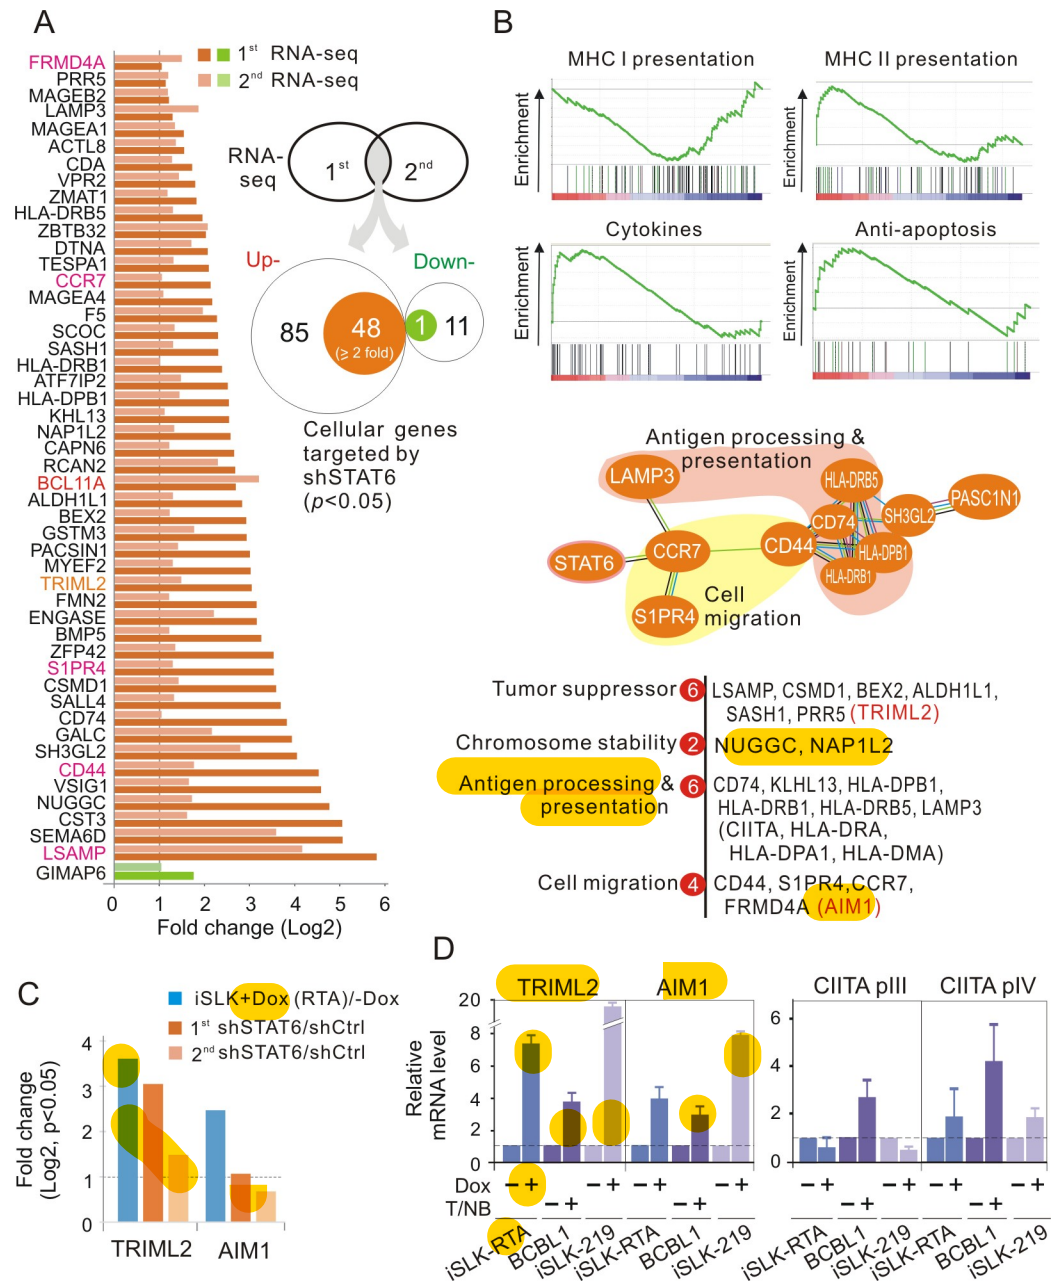 A
FRMD4A
PRR5
MAGEB2
LAMP3
MAGEA1
ACTL8
CDA
VPR2
ZMAT1
HLA-DRB5
ZBTB32
DTNA
TESPA1
CCR7
MAGEA4
F5
SCOC
SASH1
HLA-DRB1
ATF7IP2
HLA-DPB1
KHL13
NAP1L2
CAPN6
RCAN2
BCL11A
ALDH1L1
BEX2
GSTM3
PACSIN1
MYEF2
TRIML2
FMN2
ENGASE
BMP5
ZFP42
S1PR4
CSMD1
SALL4
CD74
GALC
SH3GL2
CD44
VSIG1
NUGGC
CST3
SEMA6D
LSAMP
GIMAP6
0 1 2 3 4 5 6
Fold change (Log2)
1st RNA-seq
2nd RNA-seq
RNA-
seq
1st 2nd
Up- Down-
85 48 1 11
(≥ 2 fold)
Cellular genes
targeted by
shSTAT6
(p<0.05)
B
MHC I presentation
Enrichment
MHC II presentation
Enrichment
Cytokines
Enrichment
Anti-apoptosis
Enrichment
Antigen processing &
presentation
LAMP3
HLA-DRB5
PASC1N1
SH3GL2
CD74
CD44
HLA-DPB1
HLA-DRB1
CCR7
STAT6
S1PR4
Cell
migration
Tumor suppressor 6 LSAMP, CSMD1, BEX2, ALDH1L1,
SASH1, PRR5 (TRIML2)
Chromosome stability 2 NUGGC, NAP1L2
Antigen processing & 6 CD74, KLHL13, HLA-DPB1,
presentation HLA-DRB1, HLA-DRB5, LAMP3
(CIITA, HLA-DRA,
HLA-DPA1, HLA-DMA)
Cell migration 4 CD44, S1PR4,CCR7,
FRMD4A (AIM1)
C
iSLK+Dox (RTA)/-Dox
1st shSTAT6/shCtrl
2nd shSTAT6/shCtrl
Fold change
(Log2, p<0.05)
4
3
2
1
0
TRIML2 AIM1
D
TRIML2 AIM1
Relative
mRNA level
20
8
6
4
2
0
Dox − + − + − + − +
T/NB − + − +
iSLK-RTA BCBL1 iSLK-219 iSLK-RTA BCBL1 iSLK-219
CIITA pIII CIITA pIV
6
4
2
0
− + − + − + − +
− + − +
iSLK-RTA BCBL1 iSLK-219 iSLK-RTA BCBL1 iSLK-219